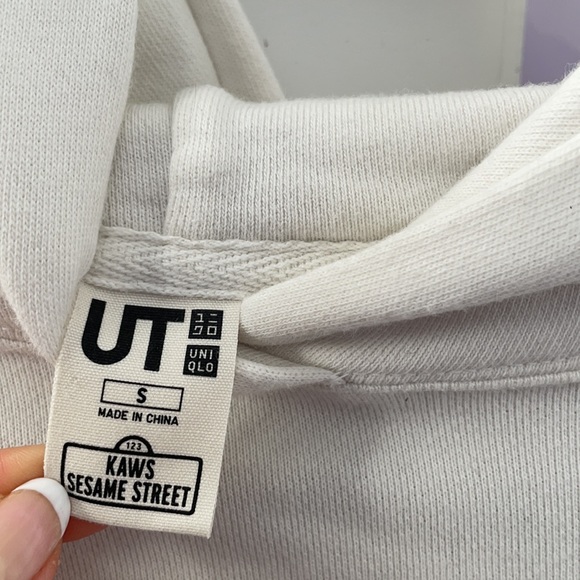 UT
ユニ
クロ
UNI
QLO
S
MADE IN CHINA
123
KAWS
SESAME STREET